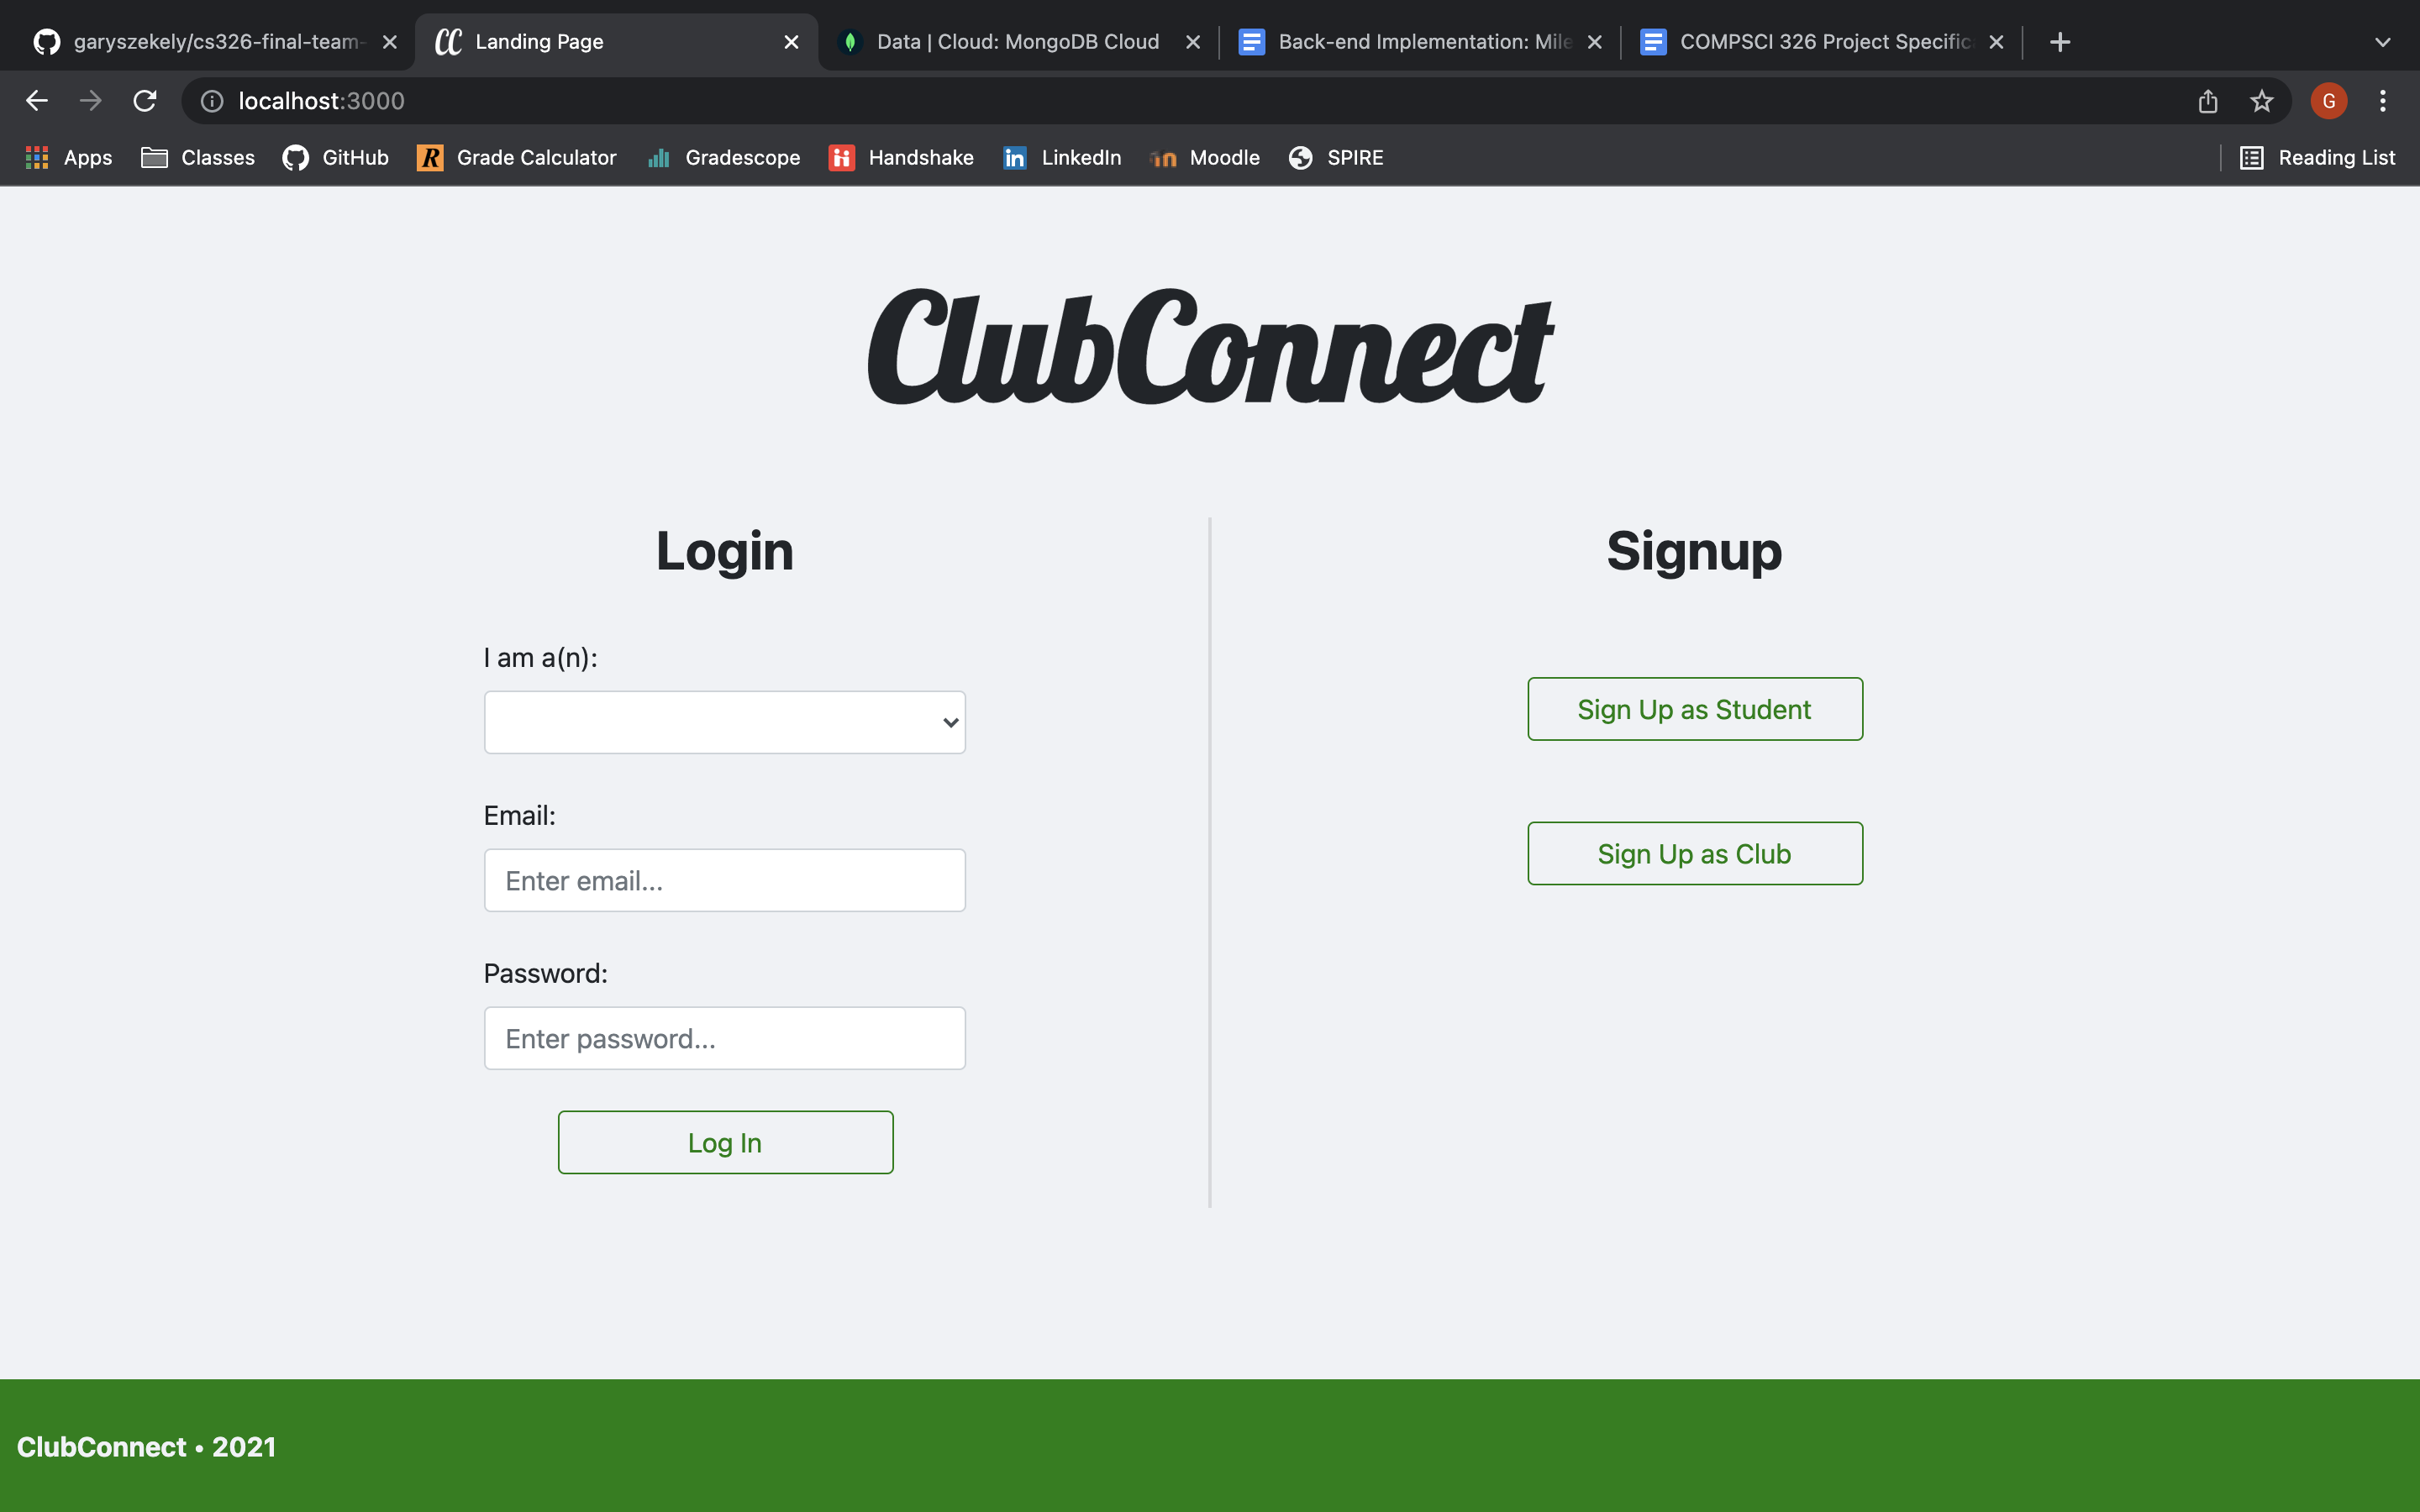 garyszekely/cs326-final-team-
CC Landing Page
Data | Cloud: MongoDB Cloud
Back-end Implementation: Mile
COMPSCI 326 Project Specific
localhost:3000
G
Apps
Classes
GitHub
R Grade Calculator
Gradescope
Handshake
in LinkedIn
Moodle
SPIRE
Reading List
ClubConnect
Login
Signup
I am a(n):
Email:
Enter email...
Password:
Enter password...
Log In
Sign Up as Student
Sign Up as Club
ClubConnect • 2021